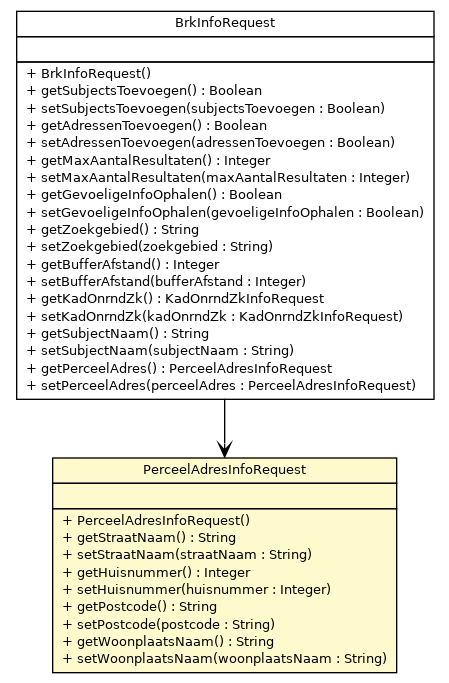 BrkInfoRequest
+ BrkInfoRequest()
+ getSubjectsToevoegen() : Boolean
+ setSubjectsToevoegen(subjectsToevoegen : Boolean)
+ getAdressenToevoegen() : Boolean
+ setAdressenToevoegen(adressenToevoegen : Boolean)
+ getMaxAantalResultaten() : Integer
+ setMaxAantalResultaten(maxAantalResultaten : Integer)
+ getGevoeligeInfoOphalen() : Boolean
+ setGevoeligeInfoOphalen(gevoeligeInfoOphalen : Boolean)
+ getZoekgebied() : String
+ setZoekgebied(zoekgebied : String)
+ getBufferAfstand() : Integer
+ setBufferAfstand(bufferAfstand : Integer)
+ getKadOnrndZk() : KadOnrndZkInfoRequest
+ setKadOnrndZk(kadOnrndZk : KadOnrndZkInfoRequest)
+ getSubjectNaam() : String
+ setSubjectNaam(subjectNaam : String)
+ getPerceelAdres() : PerceelAdresInfoRequest
+ setPerceelAdres(perceelAdres : PerceelAdresInfoRequest)
PerceelAdresInfoRequest
+ PerceelAdresInfoRequest()
+ getStraatNaam() : String
+ setStraatNaam(straatNaam : String)
+ getHuisnummer() : Integer
+ setHuisnummer(huisnummer : Integer)
+ getPostcode() : String
+ setPostcode(postcode : String)
+ getWoonplaatsNaam() : String
+ setWoonplaatsNaam(woonplaatsNaam : String)